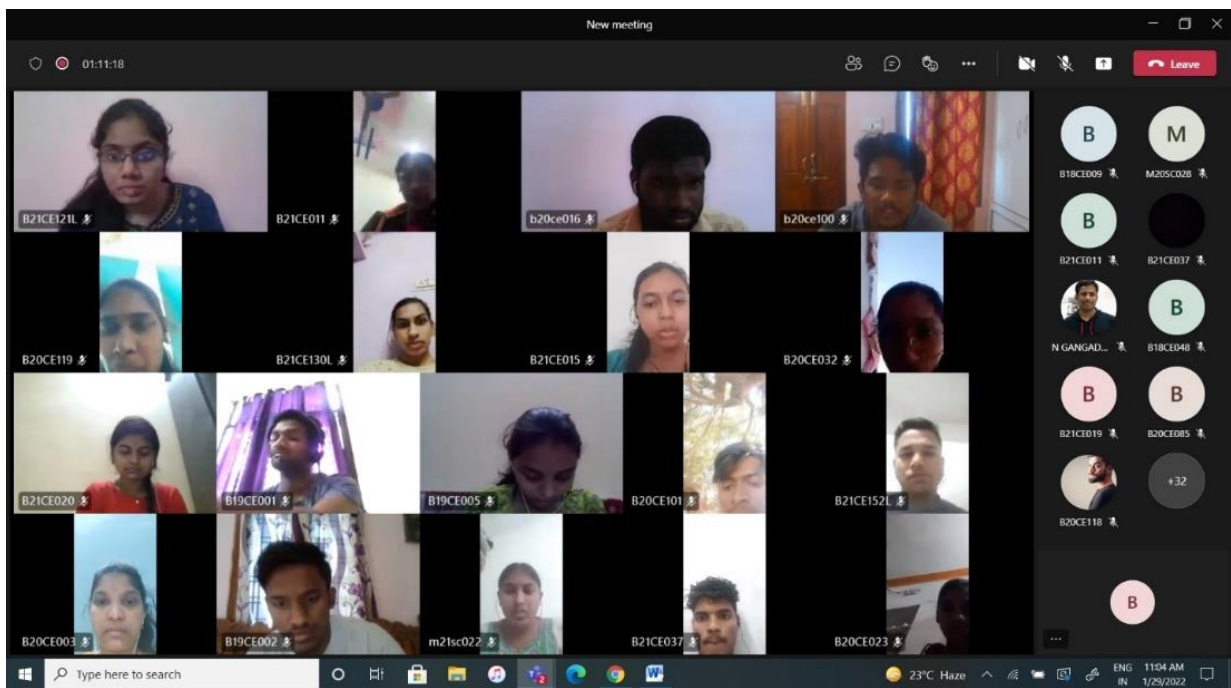 New meeting
01:11:18
Leave
B21CE121L
B21CE011
b20ce016
b20ce100
B20CE119
B21CE130L
B21CE015
B20CE032
B21CE020
B19CE001
B19CE005
B20CE101
B21CE152L
B20CE003
B19CE002
m21sc022
B21CE037
B20CE023
B
M
B18CE009
M20SC028
B
B21CE011
B21CE037
B
N GANGAD...
B18CE048
B
B
B21CE019
B20CE085
+32
B20CE118
B
Type here to search
23°C Haze
ENG
IN
11:04 AM
1/29/2022